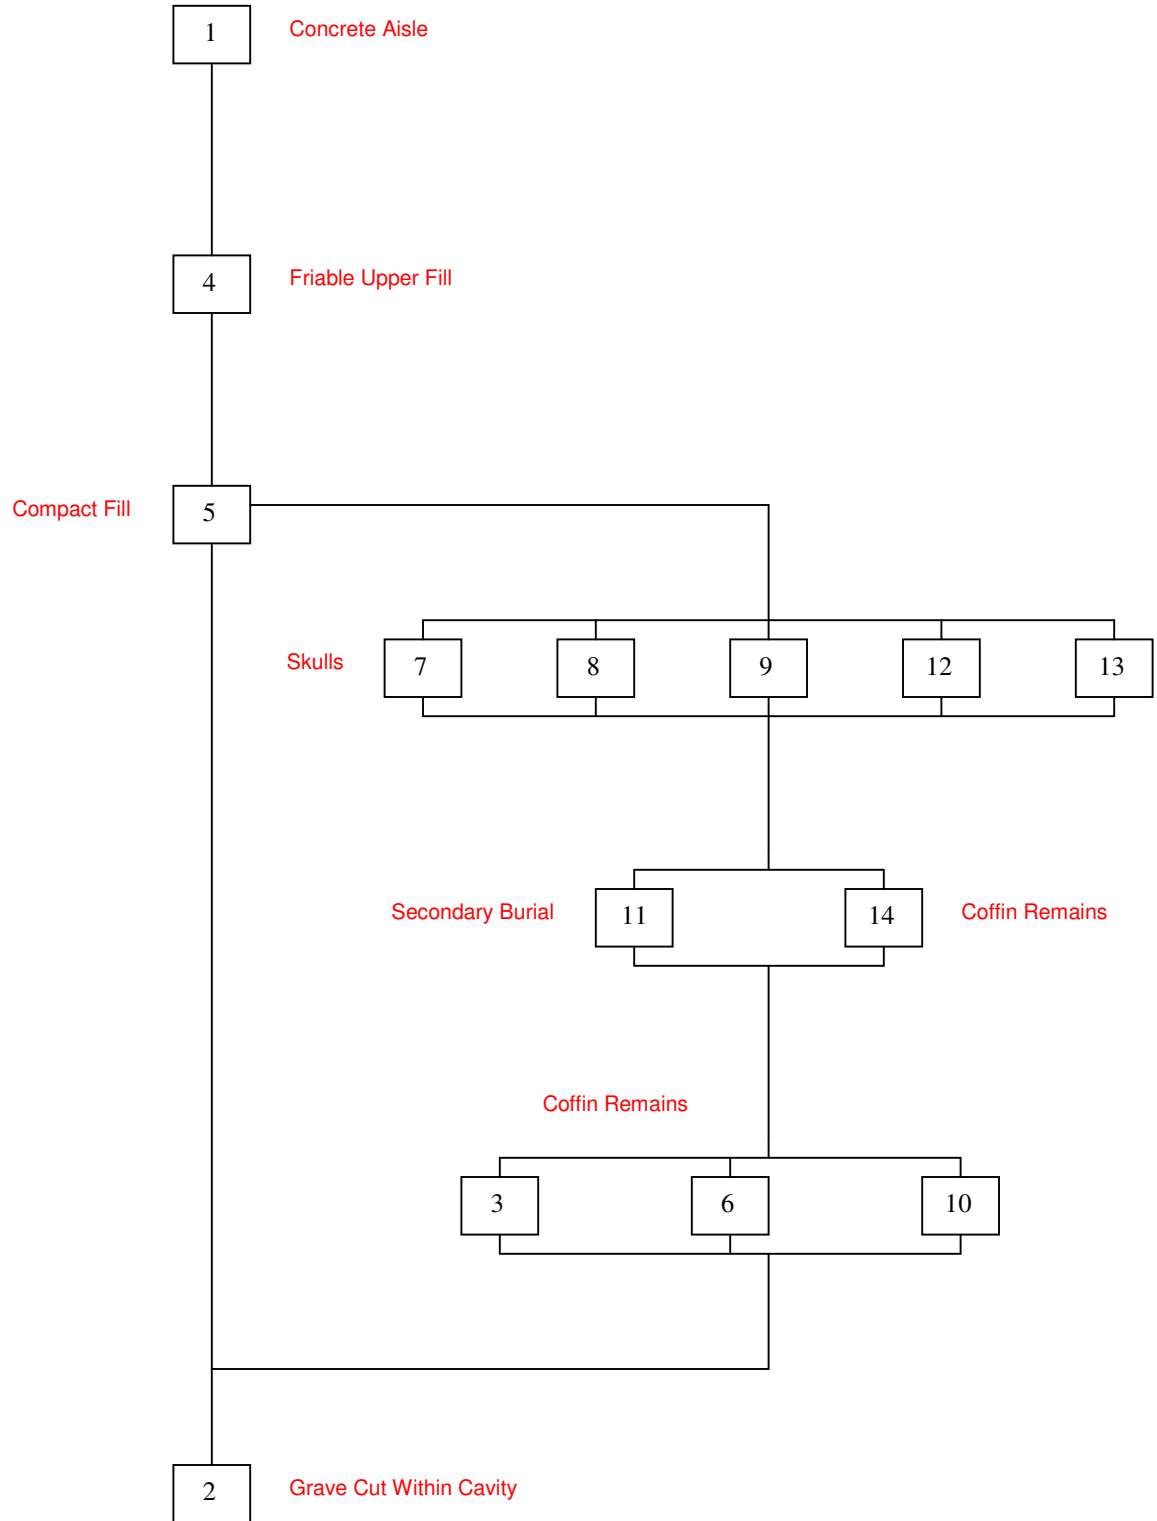 1 Concrete Aisle
4 Friable Upper Fill
Compact Fill 5
Skulls 7 8 9 12 13
Secondary Burial 11 14 Coffin Remains
Coffin Remains
3 6 10
2 Grave Cut Within Cavity